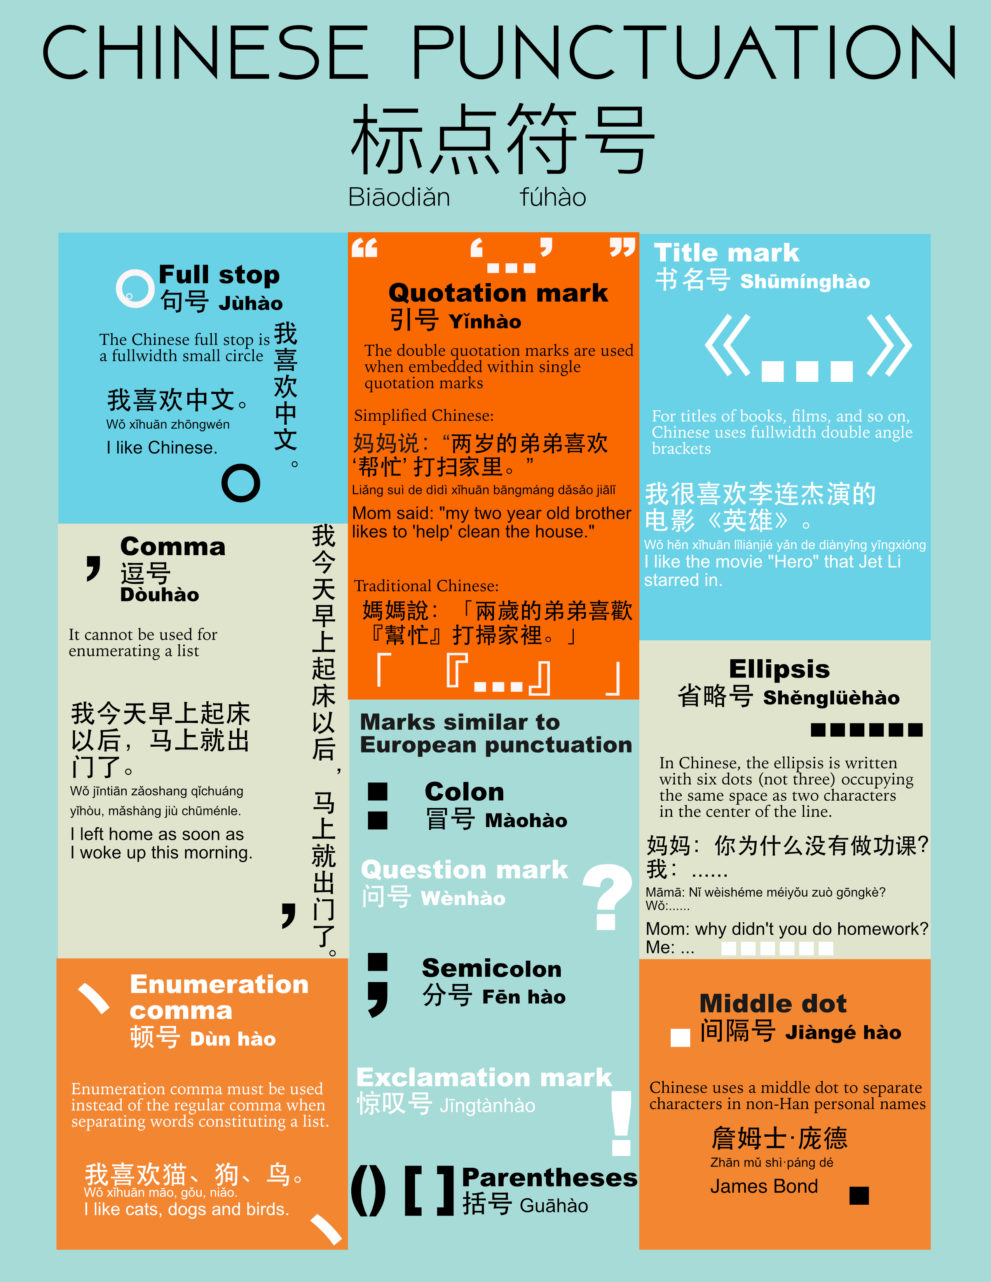 CHINESE PUNCTUATION
标点符号
Biāodiǎn fúhào
Full stop
句号 Jùhào
The Chinese full stop is
a fullwidth small circle
我喜欢中文。
Wǒ xǐhuān zhōngwén
I like Chinese.
我喜欢中文。
Comma
逗号
Dòuhào
It cannot be used for
enumerating a list
我今天早上起床
以后，马上就出
门了。
Wǒ jīntiān zǎoshang qǐchuáng
yǐhòu, mǎshàng jiù chūménle.
I left home as soon as
I woke up this morning.
我今天早上起床以后，马上就出门了。
Enumeration
comma
顿号 Dùn hào
Enumeration comma must be used
instead of the regular comma when
separating words constituting a list.
我喜欢猫、狗、鸟。
Wǒ xǐhuān māo, gǒu, niǎo.
I like cats, dogs and birds.
“ ‘...’ ”
Quotation mark
引号 Yǐnhào
The double quotation marks are used
when embedded within single
quotation marks
Simplified Chinese:
妈妈说：“两岁的弟弟喜欢
‘帮忙’ 打扫家里。”
Liǎng suì de dìdì xǐhuān bāngmáng dǎsǎo jiālǐ
Mom said: "my two year old brother
likes to 'help' clean the house."
Traditional Chinese:
媽媽說：「兩歲的弟弟喜歡
『幫忙』打掃家裡。」
「 『...』 」
Marks similar to
European punctuation
: Colon
冒号 Màohào
Question mark ?
问号 Wènhào
; Semicolon
分号 Fēn hào
Exclamation mark !
惊叹号 Jīngtànhào
() [ ] Parentheses
括号 Guāhào
Title mark
书名号 Shūmínghào
《...》
For titles of books, films, and so on,
Chinese uses fullwidth double angle
brackets
我很喜欢李连杰演的
电影《英雄》。
Wǒ hěn xǐhuān lǐliánjié yǎn de diànyǐng yīngxióng
I like the movie "Hero" that Jet Li
starred in.
Ellipsis
省略号 Shěnglüèhào
......
In Chinese, the ellipsis is written
with six dots (not three) occupying
the same space as two characters
in the center of the line.
妈妈：你为什么没有做功课?
我：......
Māmā: Nǐ wèishéme méiyǒu zuò gōngkè?
Wǒ:......
Mom: why didn't you do homework?
Me: ...
Middle dot
间隔号 Jiàngé hào
Chinese uses a middle dot to separate
characters in non-Han personal names
詹姆士·庞德
Zhān mǔ shì·páng dé
James Bond